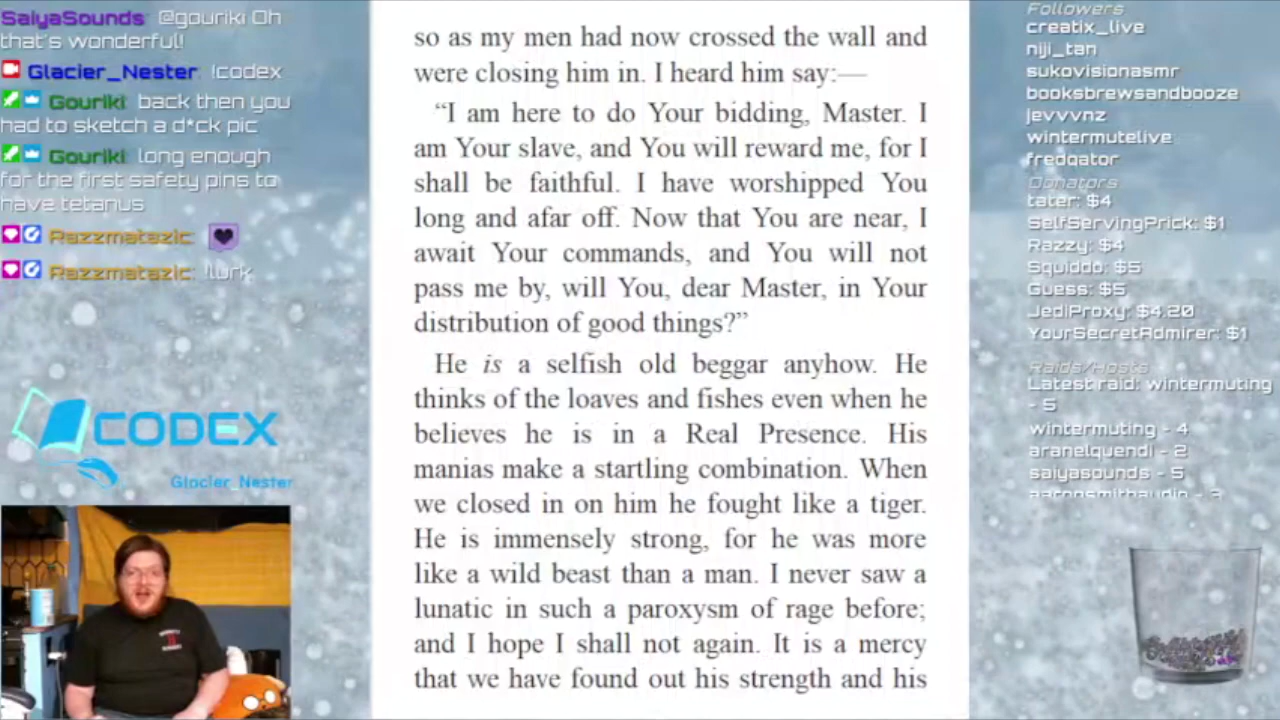 SaiyaSounds: @gouriki Oh
that's wonderful!
Glacier_Nester: !codex
Gouriki: back then you
had to sketch a d*ck pic
Gouriki: long enough
for the first safety pins to
have tetanus
Razzmatazic:
Razzmatazic: !lurk
CODEX
Glacier_Nester
so as my men had now crossed the wall and
were closing him in. I heard him say:—
“I am here to do Your bidding, Master. I
am Your slave, and You will reward me, for I
shall be faithful. I have worshipped You
long and afar off. Now that You are near, I
await Your commands, and You will not
pass me by, will You, dear Master, in Your
distribution of good things?”
He is a selfish old beggar anyhow. He
thinks of the loaves and fishes even when he
believes he is in a Real Presence. His
manias make a startling combination. When
we closed in on him he fought like a tiger.
He is immensely strong, for he was more
like a wild beast than a man. I never saw a
lunatic in such a paroxysm of rage before;
and I hope I shall not again. It is a mercy
that we have found out his strength and his
Followers
creatix_live
niji_tan
sukovisionasmr
booksbrewsandbooze
jevvvnz
wintermutelive
fredgator
Donators
tater: $4
SelfServingPrick: $1
Razzy: $4
Squiddo: $5
Guess: $5
JediProxy: $4.20
YourSecretAdmirer: $1
Raids/Hosts
Latest raid: wintermuting
- 5
wintermuting - 4
aranelquendi - 2
saiyasounds - 5